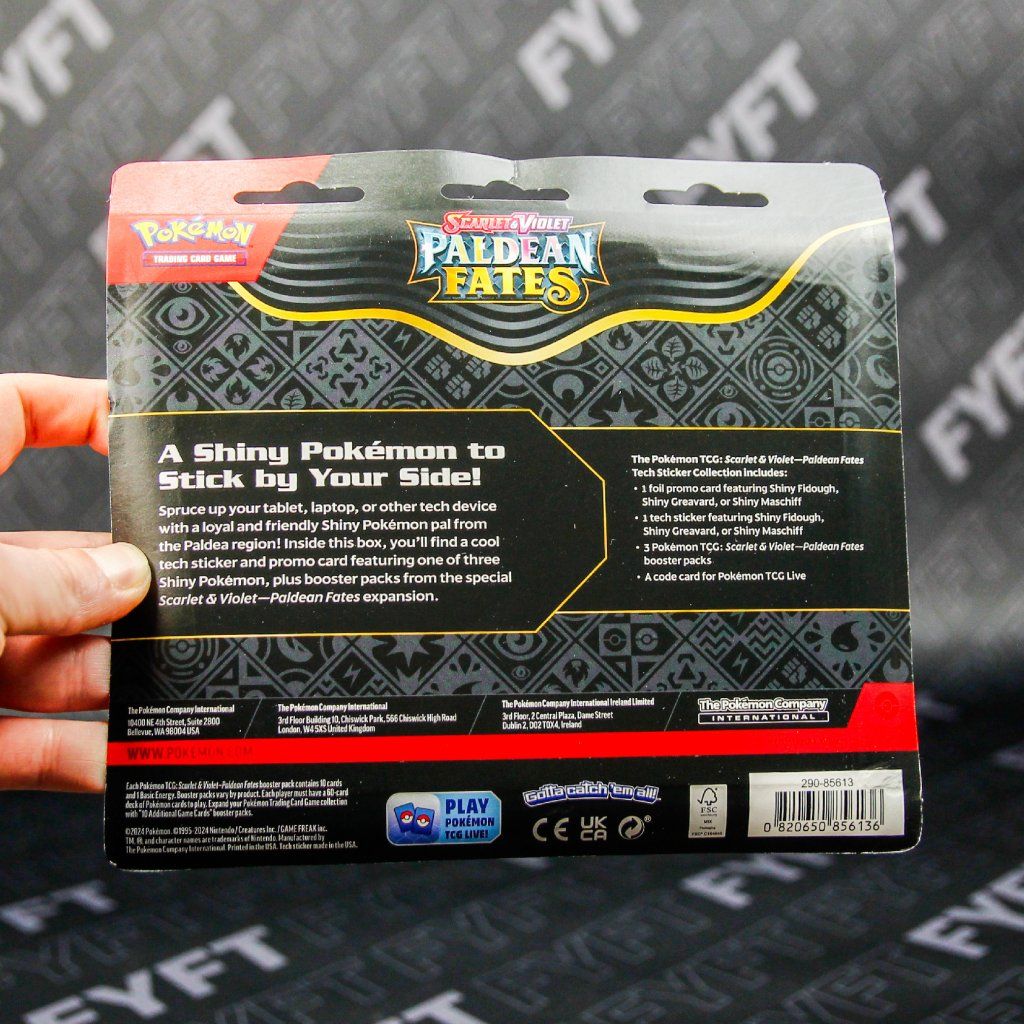 POKéMON
TRADING CARD GAME
SCARLET & VIOLET
PALDEAN
FATES
A Shiny Pokémon to
Stick by Your Side!
Spruce up your tablet, laptop, or other tech device
with a loyal and friendly Shiny Pokémon pal from
the Paldea region! Inside this box, you'll find a cool
tech sticker and promo card featuring one of three
Shiny Pokémon, plus booster packs from the special
Scarlet & Violet—Paldean Fates expansion.
The Pokémon TCG: Scarlet & Violet—Paldean Fates
Tech Sticker Collection includes:
• 1 foil promo card featuring Shiny Fidough,
Shiny Greavard, or Shiny Maschiff
• 1 tech sticker featuring Shiny Fidough,
Shiny Greavard, or Shiny Maschiff
• 3 Pokémon TCG: Scarlet & Violet—Paldean Fates
booster packs
• A code card for Pokémon TCG Live
The Pokémon Company International
10400 NE 4th Street, Suite 2800
Bellevue, WA 98004 USA
The Pokémon Company International
3rd Floor Building 10, Chiswick Park, 566 Chiswick High Road
London, W4 5XS United Kingdom
The Pokémon Company International Ireland Limited
3rd Floor, 2 Central Plaza, Dame Street
Dublin 2, D02 T0X4, Ireland
The Pokémon Company
INTERNATIONAL
WWW.POKEMON.COM
Each Pokémon TCG: Scarlet & Violet—Paldean Fates booster pack contains 10 cards
and 1 Basic Energy. Booster packs vary by product. Each player must have a 60-card
deck of Pokémon cards to play. Expand your Pokémon Trading Card Game collection
with "10 Additional Game Cards" booster packs.
©2024 Pokémon. ©1995–2024 Nintendo / Creatures Inc. / GAME FREAK inc.
TM, ®, and character names are trademarks of Nintendo. Manufactured by
The Pokémon Company International. Printed in the USA. Tech sticker made in the USA.
PLAY
POKÉMON
TCG LIVE!
Gotta catch 'em all!
CE UK
CA
FSC
MIX
Packaging
290-85613
0 820650 856136
FYFT
FYFT
FYFT
FYFT
FYFT
FYFT
FYFT